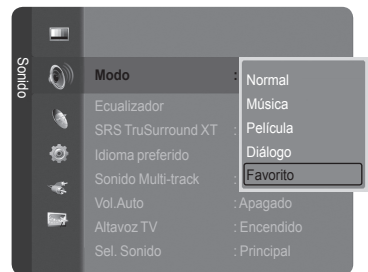 Sonido
Modo :
Normal
Música
Película
Diálogo
Favorito
Ecualizador
SRS TruSurround XT :
Idioma preferido
Sonido Multi-track :
Vol.Auto : Apagado
Altavoz TV : Encendido
Sel. Sonido : Principal